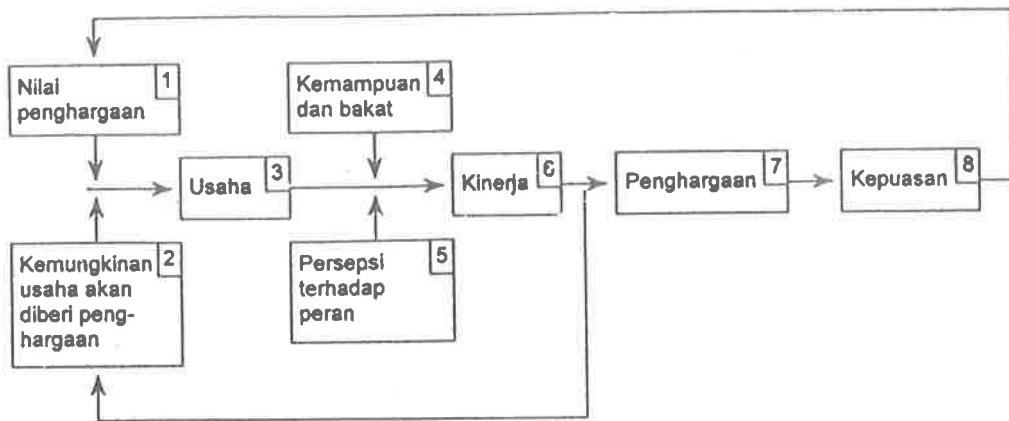 Nilai
penghargaan
1
Kemampuan
dan bakat
4
Usaha
3
Kinerja
6
Penghargaan
7
Kepuasan
8
Kemungkinan
usaha akan
diberi peng-
hargaan
2
Persepsi
terhadap
peran
5